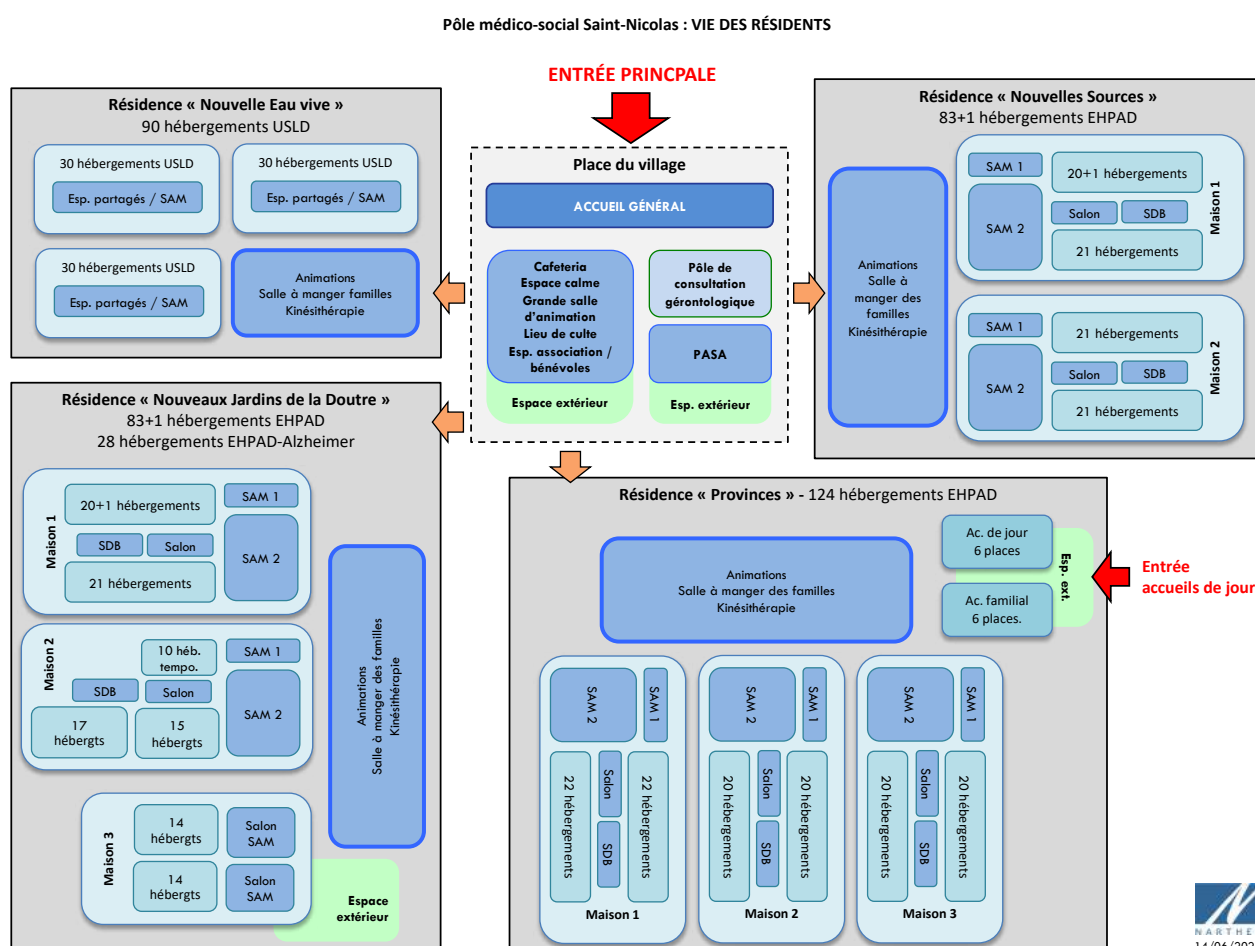 Pôle médico-social Saint-Nicolas : VIE DES RÉSIDENTS
ENTRÉE PRINCPALE
Résidence « Nouvelle Eau vive »
90 hébergements USLD
30 hébergements USLD
Esp. partagés / SAM
30 hébergements USLD
Esp. partagés / SAM
30 hébergements USLD
Esp. partagés / SAM
Animations
Salle à manger familles
Kinésithérapie
Place du village
ACCUEIL GÉNÉRAL
Cafeteria
Espace calme
Grande salle
d'animation
Lieu de culte
Esp. association /
bénévoles
Espace extérieur
Pôle de
consultation
gérontologique
PASA
Esp. extérieur
Résidence « Nouvelles Sources »
83+1 hébergements EHPAD
Animations
Salle à
manger des
familles
Kinésithérapie
SAM 1
SAM 2
20+1 hébergements
Salon
SDB
21 hébergements
Maison 1
SAM 1
SAM 2
21 hébergements
Salon
SDB
21 hébergements
Maison 2
Résidence « Nouveaux Jardins de la Doutre »
83+1 hébergements EHPAD
28 hébergements EHPAD-Alzheimer
Maison 1
20+1 hébergements
SDB
Salon
21 hébergements
SAM 1
SAM 2
Maison 2
10 héb.
tempo.
SDB
Salon
17
hébergts
15
hébergts
SAM 1
SAM 2
Maison 3
14
hébergts
Salon
SAM
14
hébergts
Salon
SAM
Animations
Salle à manger des familles
Kinésithérapie
Espace
extérieur
Résidence « Provinces » - 124 hébergements EHPAD
Animations
Salle à manger des familles
Kinésithérapie
Ac. de jour
6 places
Ac. familial
6 places.
Esp. ext.
Entrée
accueils de jour
SAM 2
SAM 1
22 hébergements
Salon
SDB
22 hébergements
Maison 1
SAM 2
SAM 1
20 hébergements
Salon
SDB
20 hébergements
Maison 2
SAM 2
SAM 1
20 hébergements
Salon
SDB
20 hébergements
Maison 3